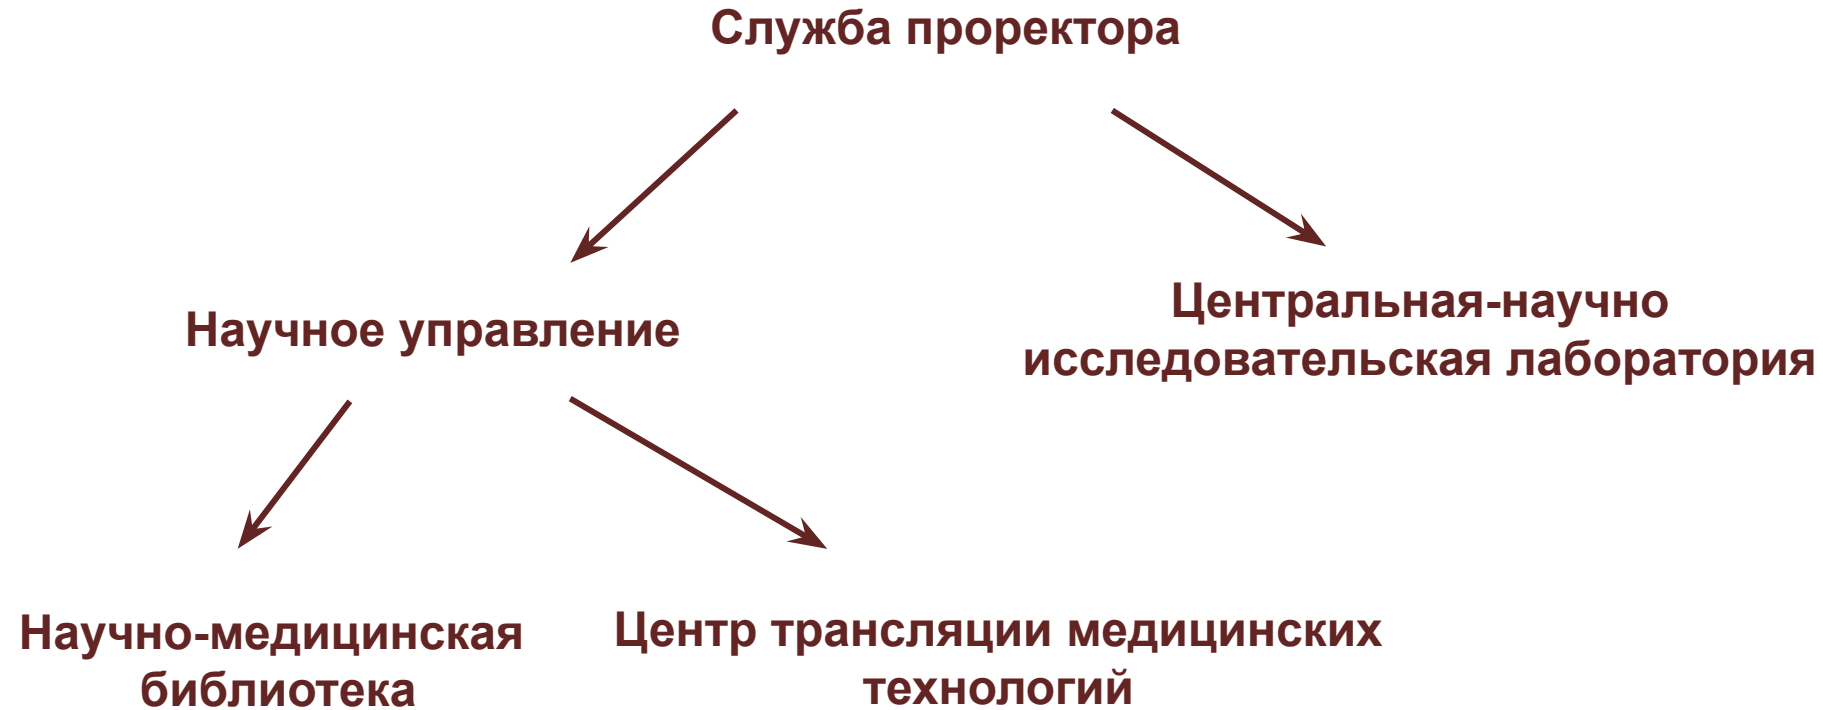 Служба проректора
Научное управление
Центральная-научно
исследовательская лаборатория
Научно-медицинская
библиотека
Центр трансляции медицинских
технологий